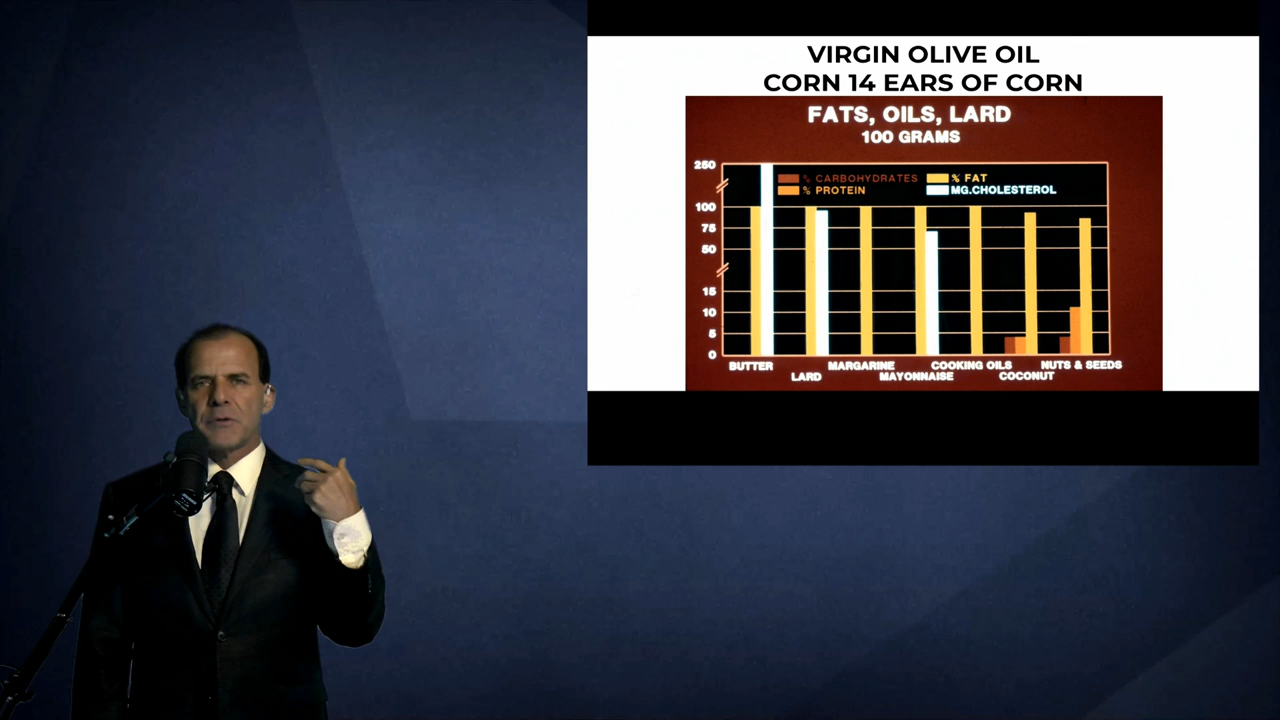 VIRGIN OLIVE OIL
CORN 14 EARS OF CORN
FATS, OILS, LARD
100 GRAMS
250
% CARBOHYDRATES
% FAT
% PROTEIN
MG.CHOLESTEROL
100
75
50
15
10
5
0
BUTTER
MARGARINE
COOKING OILS
NUTS & SEEDS
LARD
MAYONNAISE
COCONUT